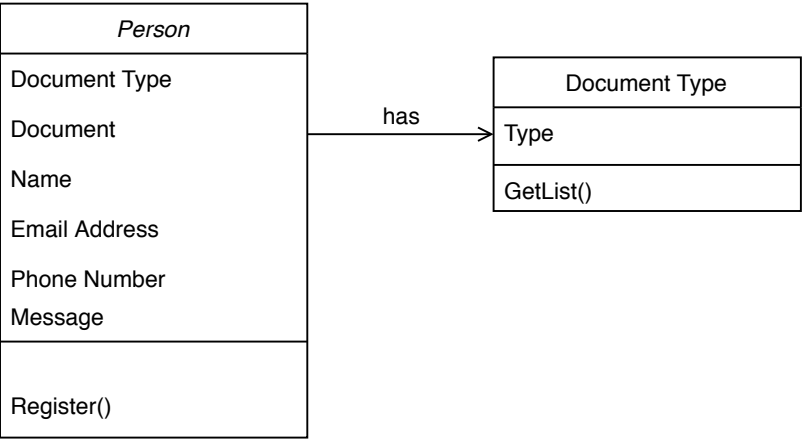 Person
Document Type
Document
Name
Email Address
Phone Number
Message
Register()
has
Document Type
Type
GetList()